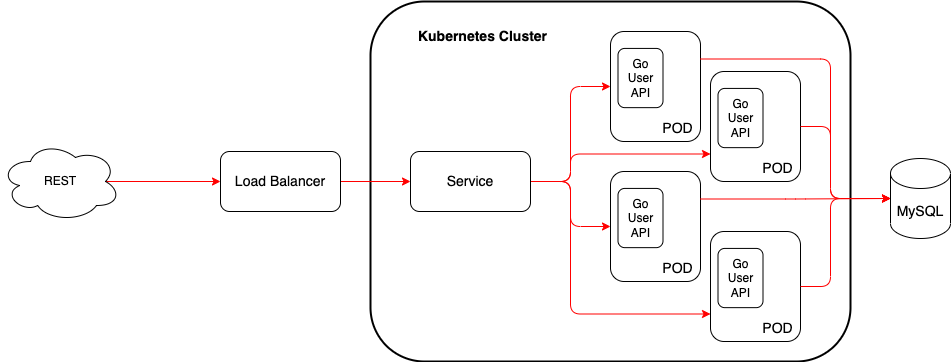 Kubernetes Cluster
REST
Load Balancer
Service
Go
User
API
POD
Go
User
API
POD
Go
User
API
POD
Go
User
API
POD
MySQL